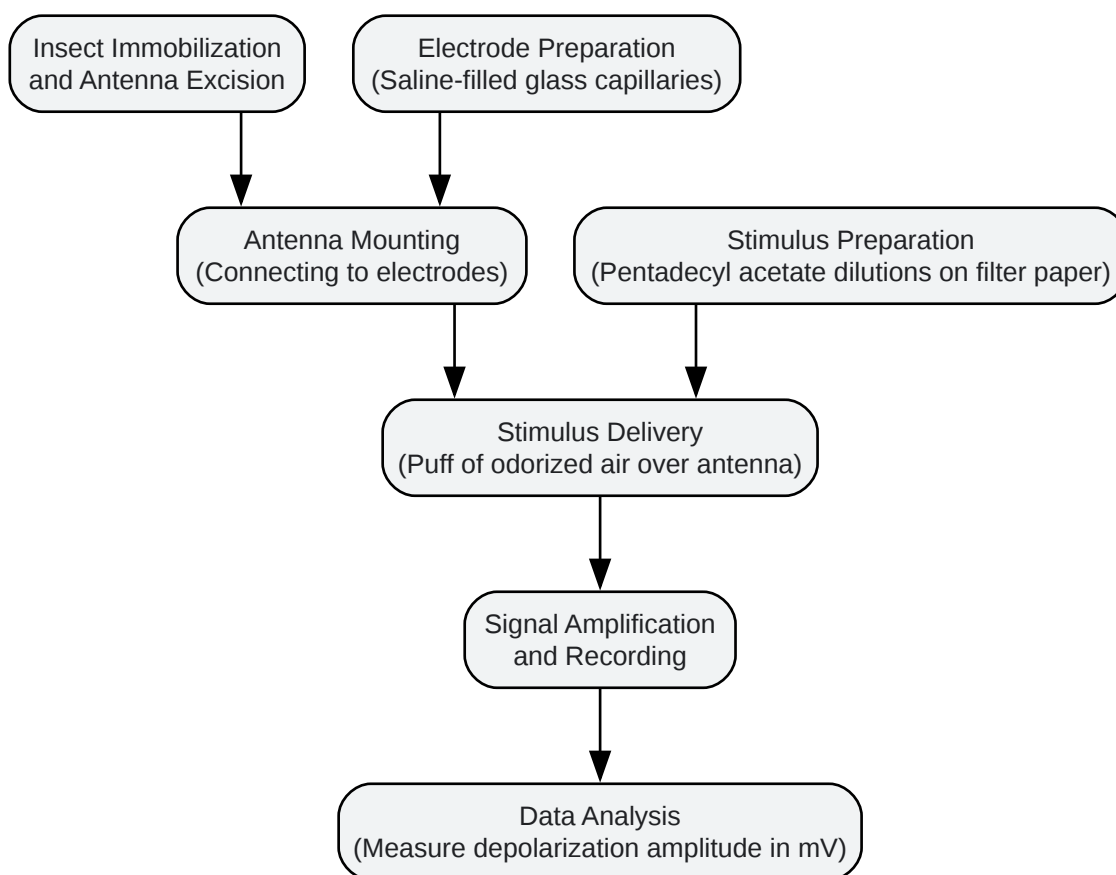 Insect Immobilization
and Antenna Excision
Electrode Preparation
(Saline-filled glass capillaries)
Antenna Mounting
(Connecting to electrodes)
Stimulus Preparation
(Pentadecyl acetate dilutions on filter paper)
Stimulus Delivery
(Puff of odorized air over antenna)
Signal Amplification
and Recording
Data Analysis
(Measure depolarization amplitude in mV)